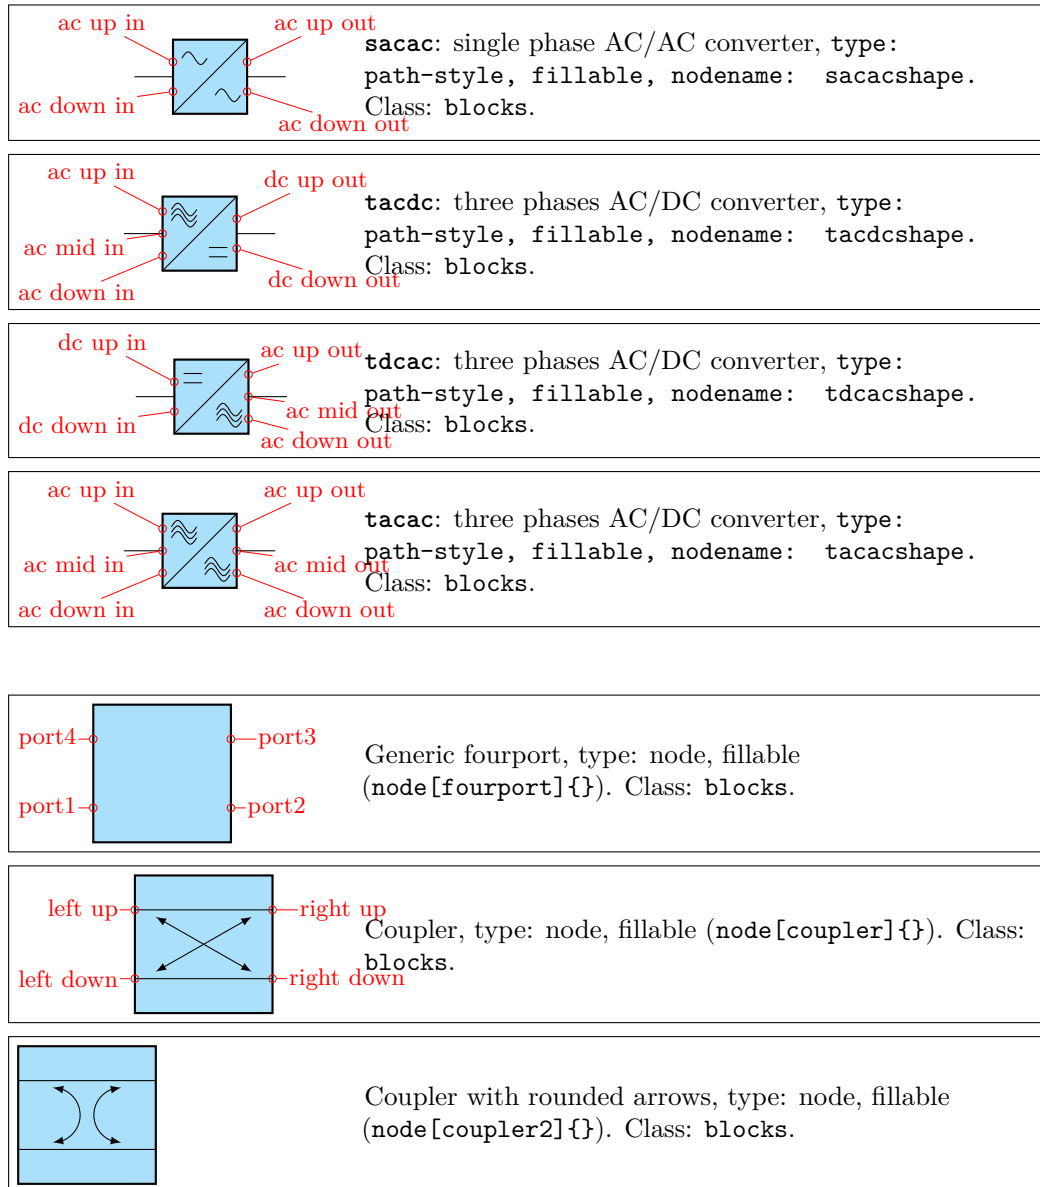 ac up in
ac up out
ac down in
ac down out
sacac: single phase AC/AC converter, type:
path-style, fillable, nodename: sacacshape.
Class: blocks.
ac up in
dc up out
ac mid in
ac down in
dc down out
tacdc: three phases AC/DC converter, type:
path-style, fillable, nodename: tacdcshape.
Class: blocks.
dc up in
ac up out
ac mid out
dc down in
ac down out
tdcac: three phases AC/DC converter, type:
path-style, fillable, nodename: tdcacshape.
Class: blocks.
ac up in
ac up out
ac mid in
ac mid out
ac down in
ac down out
tacac: three phases AC/DC converter, type:
path-style, fillable, nodename: tacacshape.
Class: blocks.
port4
port3
port1
port2
Generic fourport, type: node, fillable
(node[fourport]{}). Class: blocks.
left up
right up
left down
right down
Coupler, type: node, fillable (node[coupler]{}). Class:
blocks.
Coupler with rounded arrows, type: node, fillable
(node[coupler2]{}). Class: blocks.